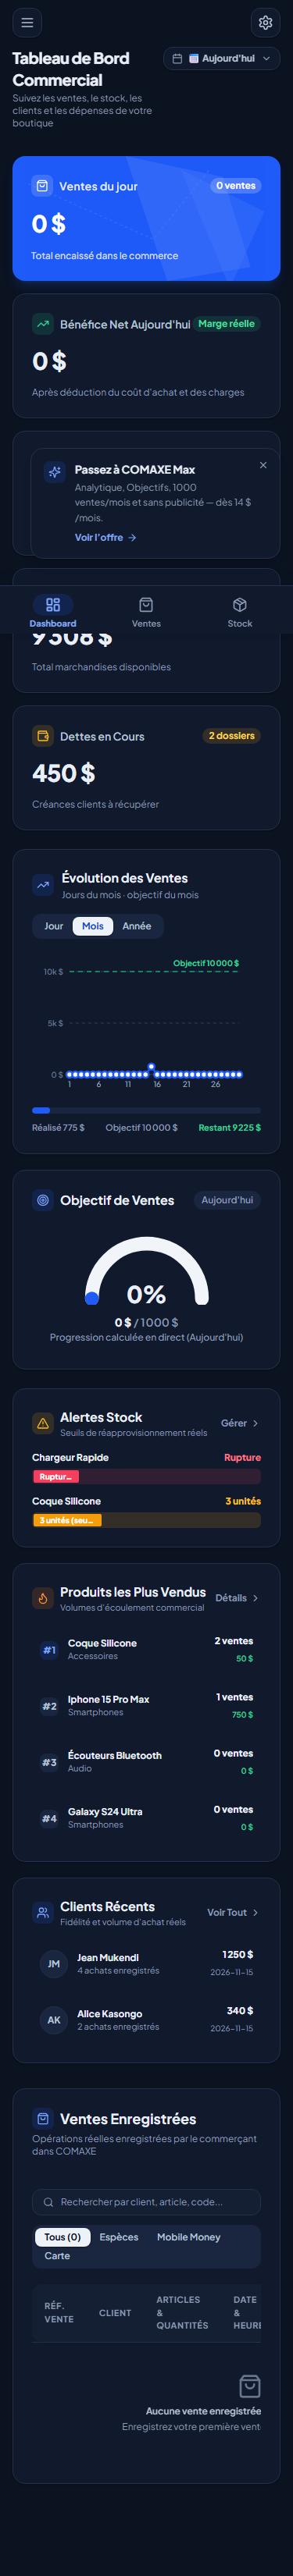 Tableau de Bord
Commercial
Aujourd'hui
Suivez les ventes, le stock, les
clients et les dépenses de votre
boutique
Ventes du jour
0 ventes
0 $
Total encaissé dans le commerce
Bénéfice Net Aujourd'hui
Marge réelle
0 $
Après déduction du coût d'achat et des charges
Passez à COMAXE Max
Analytique, Objectifs, 1000
ventes/mois et sans publicité — dès 14 $
/mois.
Voir l'offre →
Dashboard
Ventes
Stock
9 308 $
Total marchandises disponibles
Dettes en Cours
2 dossiers
450 $
Créances clients à récupérer
Évolution des Ventes
Jours du mois · objectif du mois
Jour
Mois
Année
Objectif 10 000 $
10k $
5k $
0 $
1 6 11 16 21 26
Réalisé 775 $
Objectif 10 000 $
Restant 9 225 $
Objectif de Ventes
Aujourd'hui
0%
0 $ / 1 000 $
Progression calculée en direct (Aujourd'hui)
Alertes Stock
Seuils de réapprovisionnement réels
Gérer
Chargeur Rapide
Rupture
Ruptur...
Coque Silicone
3 unités
3 unités (seu...
Produits les Plus Vendus
Volumes d'écoulement commercial
Détails
#1
Coque Silicone
Accessoires
2 ventes
50 $
#2
Iphone 15 Pro Max
Smartphones
1 ventes
750 $
#3
Écouteurs Bluetooth
Audio
0 ventes
0 $
#4
Galaxy S24 Ultra
Smartphones
0 ventes
0 $
Clients Récents
Fidélité et volume d'achat réels
Voir Tout
JM
Jean Mukendi
4 achats enregistrés
1 250 $
2026-11-15
AK
Alice Kasongo
2 achats enregistrés
340 $
2026-11-15
Ventes Enregistrées
Opérations réelles enregistrées par le commerçant
dans COMAXE
Rechercher par client, article, code...
Tous (0)
Espèces
Mobile Money
Carte
RÉF.
VENTE
CLIENT
ARTICLES
&
QUANTITÉS
DATE
&
HEURE
Aucune vente enregistrée
Enregistrez votre première vent